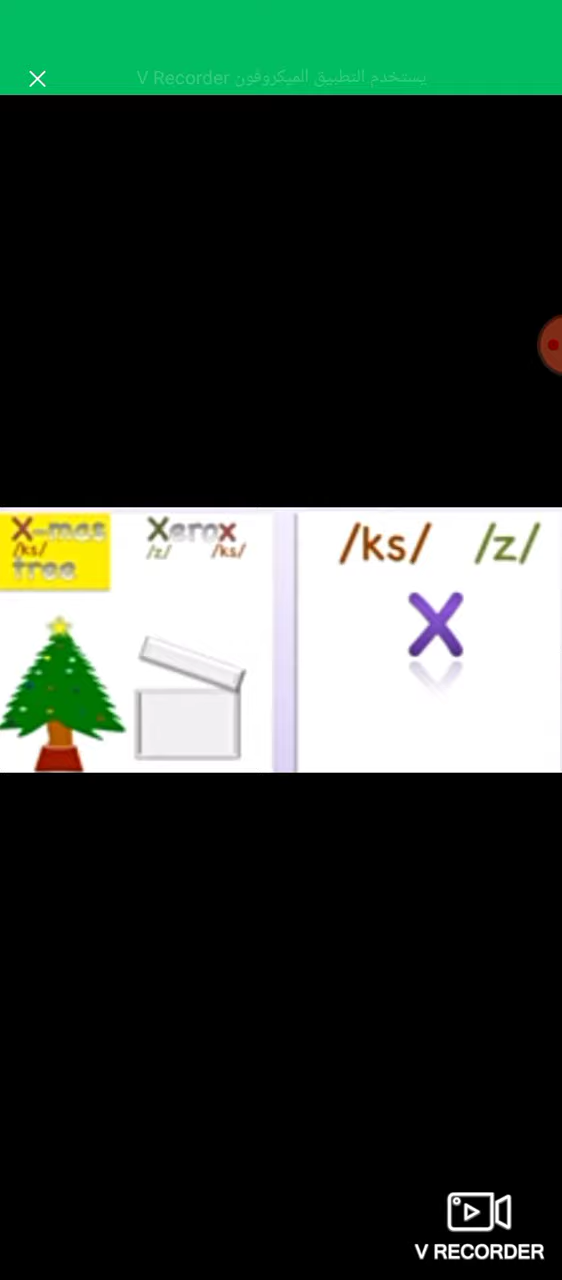 يستخدم التطبيق الميكروفون V Recorder
X-mas
/ks/
tree
Xerox
/z/ /ks/
/ks/ /z/
X
V RECORDER